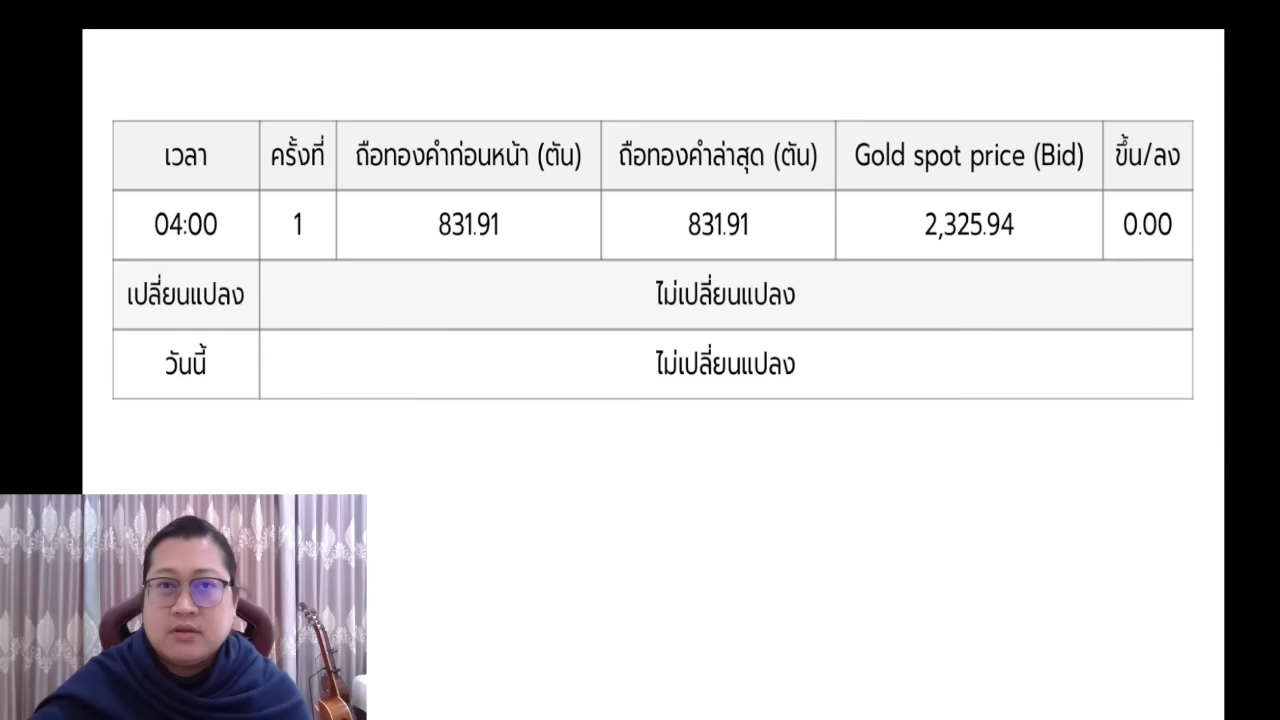 เวลา ครั้งที่ ถือทองคำก่อนหน้า (ตัน) ถือทองคำล่าสุด (ตัน) Gold spot price (Bid) ขึ้น/ลง
04:00 1 831.91 831.91 2,325.94 0.00
เปลี่ยนแปลง ไม่เปลี่ยนแปลง
วันนี้ ไม่เปลี่ยนแปลง